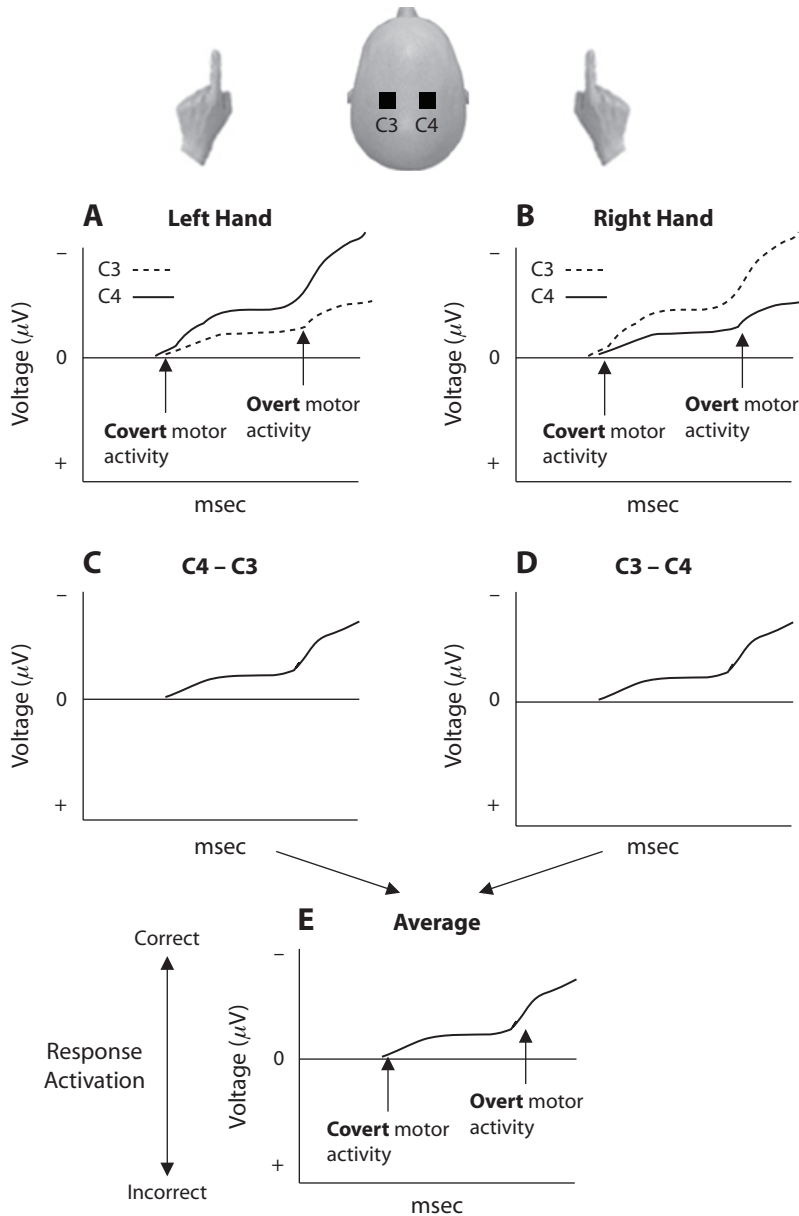 C3 C4
A Left Hand
−
C3
C4
Voltage (µV)
0
Covert motor
activity
Overt motor
activity
+
msec
B Right Hand
−
C3
C4
Voltage (µV)
0
Covert motor
activity
Overt motor
activity
+
msec
C C4 – C3
−
Voltage (µV)
0
+
msec
D C3 – C4
−
Voltage (µV)
0
+
msec
Correct
Response
Activation
Incorrect
E Average
−
Voltage (µV)
0
Covert motor
activity
Overt motor
activity
+
msec